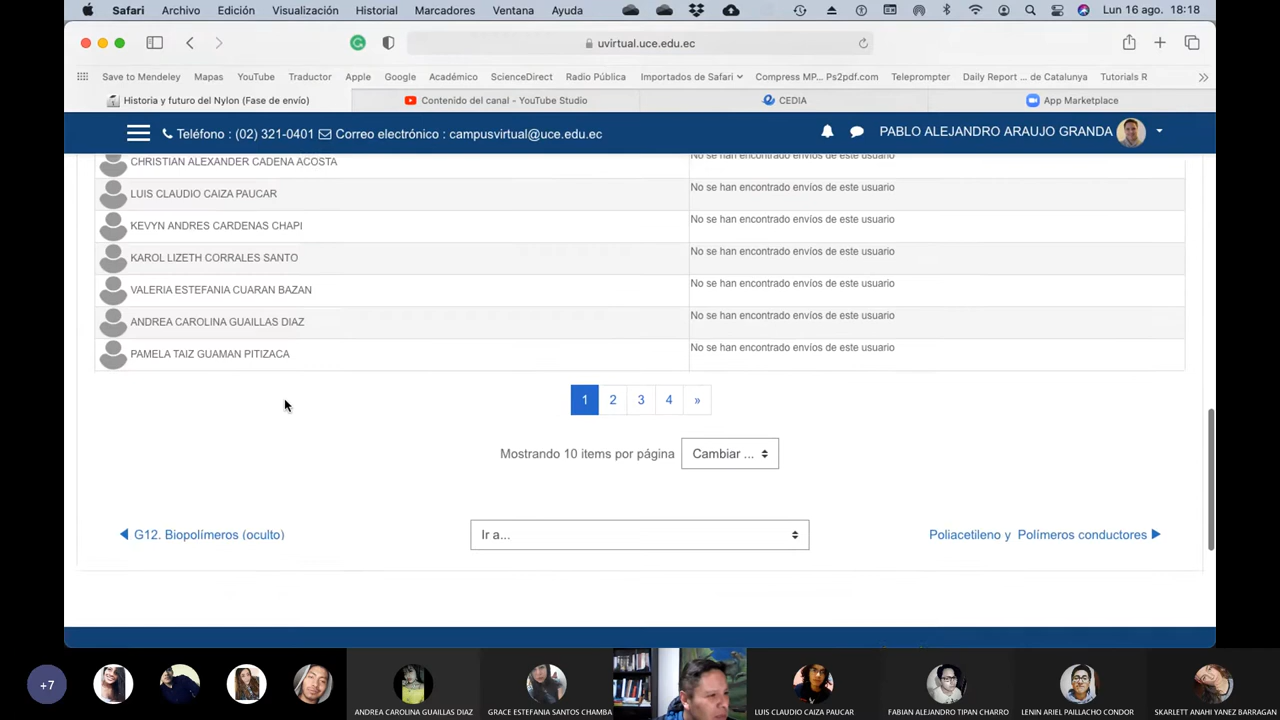 Safari Archivo Edición Visualización Historial Marcadores Ventana Ayuda Lun 16 ago. 18:18
uvirtual.uce.edu.ec
Save to Mendeley Mapas YouTube Traductor Apple Google Académico ScienceDirect Radio Pública Importados de Safari Compress MP... Ps2pdf.com Teleprompter Daily Report ... de Catalunya Tutorials R
Historia y futuro del Nylon (Fase de envío) Contenido del canal - YouTube Studio CEDIA App Marketplace
Teléfono : (02) 321-0401 Correo electrónico : campusvirtual@uce.edu.ec PABLO ALEJANDRO ARAUJO GRANDA
CHRISTIAN ALEXANDER CADENA ACOSTA No se han encontrado envíos de este usuario
LUIS CLAUDIO CAIZA PAUCAR No se han encontrado envíos de este usuario
KEVYN ANDRES CARDENAS CHAPI No se han encontrado envíos de este usuario
KAROL LIZETH CORRALES SANTO No se han encontrado envíos de este usuario
VALERIA ESTEFANIA CUARAN BAZAN No se han encontrado envíos de este usuario
ANDREA CAROLINA GUAILLAS DIAZ No se han encontrado envíos de este usuario
PAMELA TAIZ GUAMAN PITIZACA No se han encontrado envíos de este usuario
1 2 3 4 »
Mostrando 10 items por página Cambiar ...
G12. Biopolímeros (oculto) Ir a... Poliacetileno y Polímeros conductores
+7
ANDREA CAROLINA GUAILLAS DIAZ GRACE ESTEFANIA SANTOS CHAMBA LUIS CLAUDIO CAIZA PAUCAR FABIAN ALEJANDRO TIPAN CHARRO LENIN ARIEL PAILLACHO CONDOR SKARLETT ANAHI YANEZ BARRAGAN